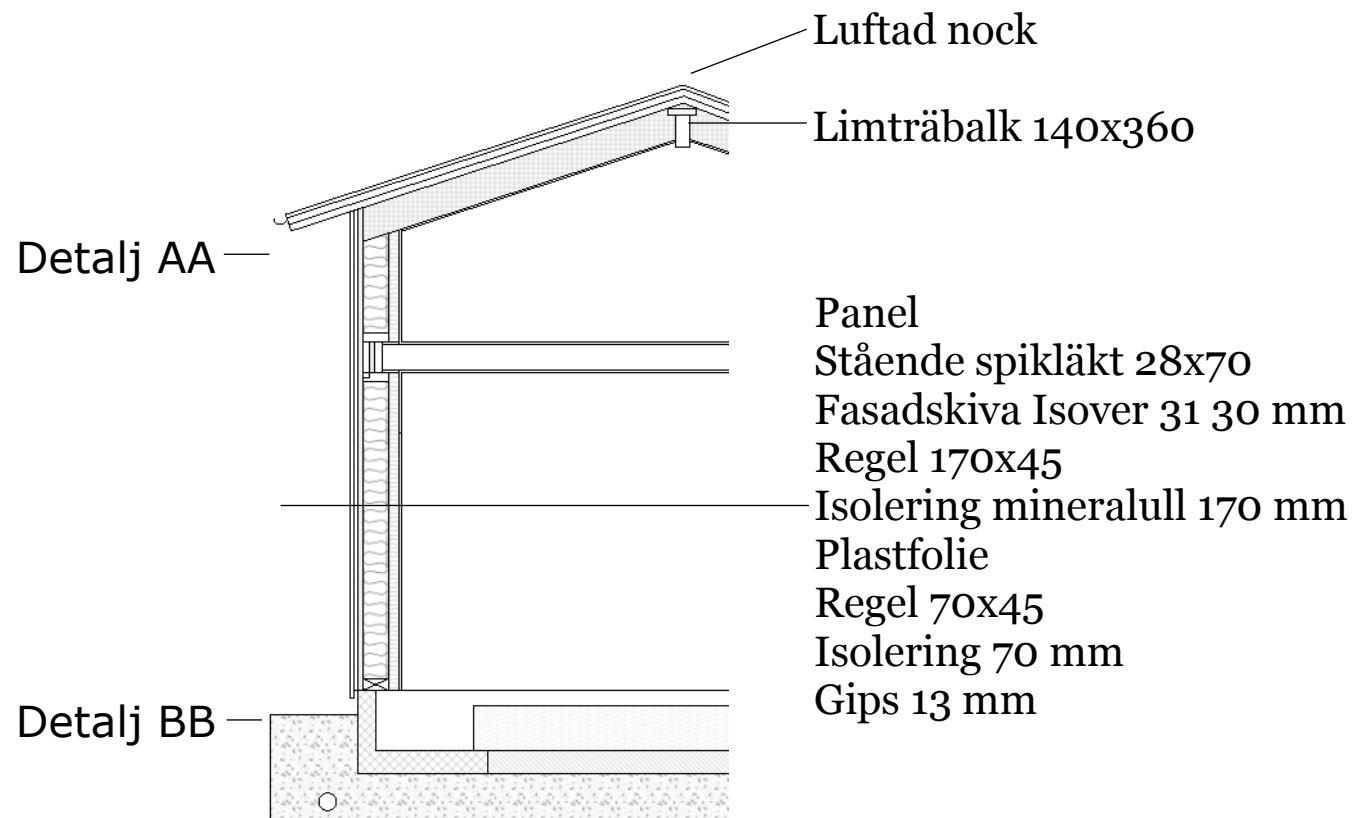 Luftad nock
Limträbalk 140x360
Detalj AA
Panel
Stående spikläkt 28x70
Fasadskiva Isover 31 30 mm
Regel 170x45
Isolering mineralull 170 mm
Plastfolie
Regel 70x45
Isolering 70 mm
Gips 13 mm
Detalj BB